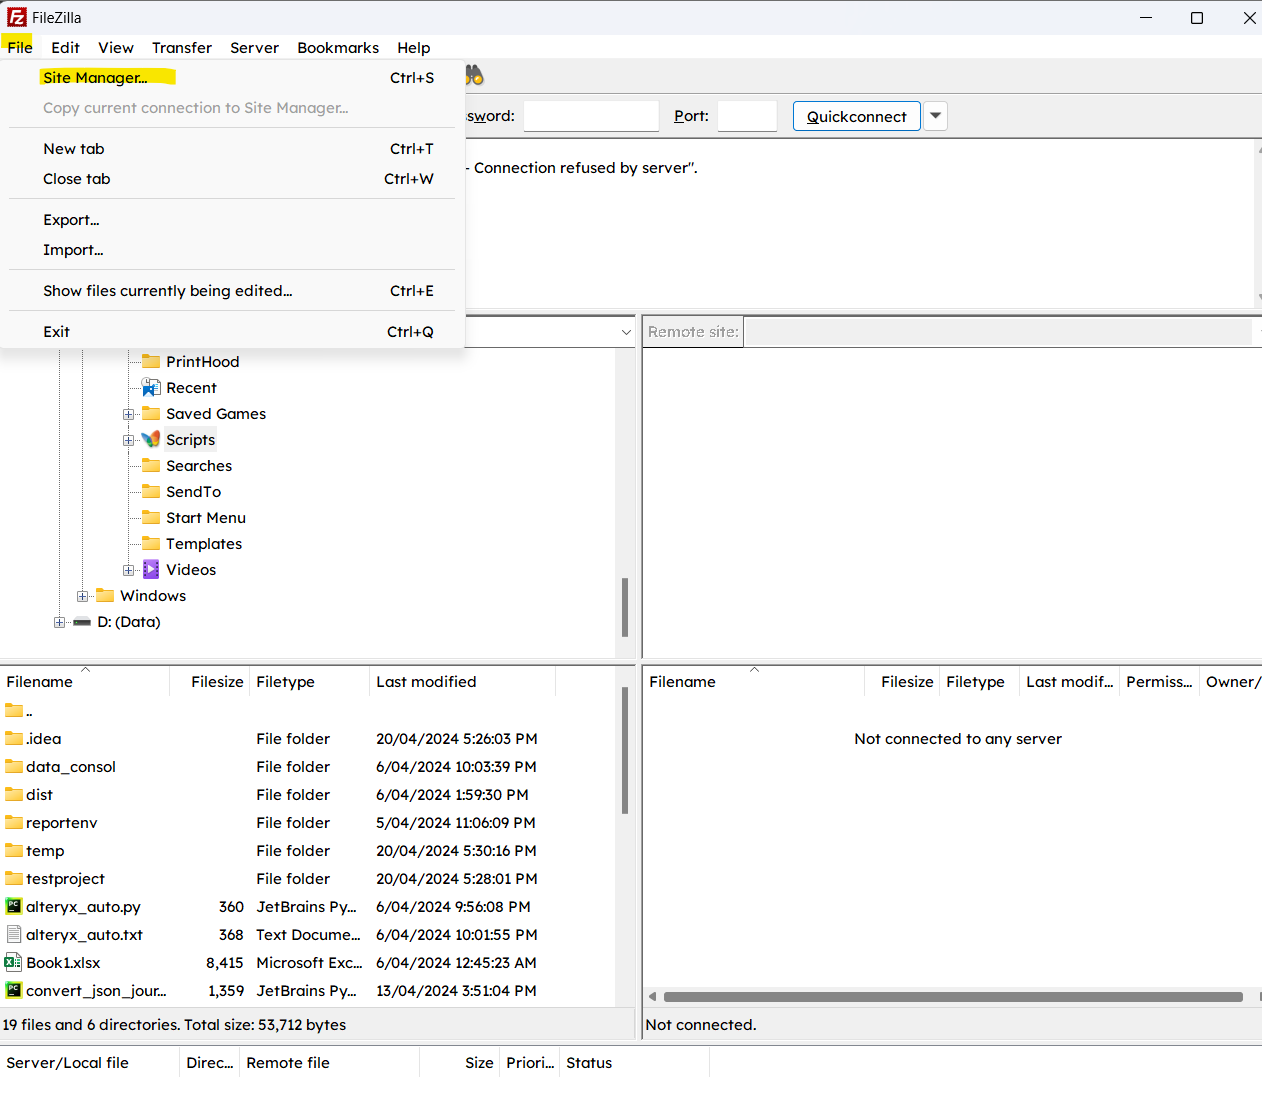 FileZilla
File Edit View Transfer Server Bookmarks Help
Site Manager... Ctrl+S
Copy current connection to Site Manager...
New tab Ctrl+T
Close tab Ctrl+W
Export...
Import...
Show files currently being edited... Ctrl+E
Exit Ctrl+Q
ssword: Port: Quickconnect
- Connection refused by server".
Remote site:
PrintHood
Recent
Saved Games
Scripts
Searches
SendTo
Start Menu
Templates
Videos
Windows
D: (Data)
Filename Filesize Filetype Last modified
..
.idea File folder 20/04/2024 5:26:03 PM
data_consol File folder 6/04/2024 10:03:39 PM
dist File folder 6/04/2024 1:59:30 PM
reportenv File folder 5/04/2024 11:06:09 PM
temp File folder 20/04/2024 5:30:16 PM
testproject File folder 20/04/2024 5:28:01 PM
alteryx_auto.py 360 JetBrains Py... 6/04/2024 9:56:08 PM
alteryx_auto.txt 368 Text Docume... 6/04/2024 10:01:55 PM
Book1.xlsx 8,415 Microsoft Exc... 6/04/2024 12:45:23 AM
convert_json_jour... 1,359 JetBrains Py... 13/04/2024 3:51:04 PM
19 files and 6 directories. Total size: 53,712 bytes
Filename Filesize Filetype Last modif... Permiss... Owner/
Not connected to any server
Not connected.
Server/Local file Direc... Remote file Size Priori... Status